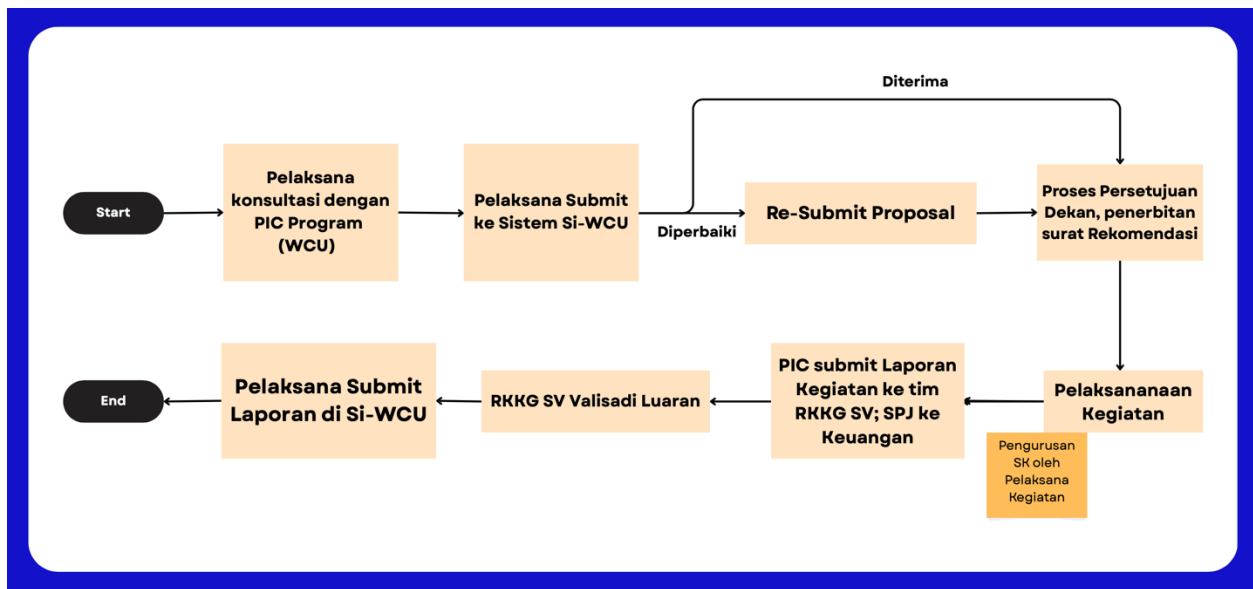 Diterima
Start
Pelaksana
konsultasi dengan
PIC Program
(WCU)
Pelaksana Submit
ke Sistem Si-WCU
Diperbaiki
Re-Submit Proposal
Proses Persetujuan
Dekan, penerbitan
surat Rekomendasi
Pelaksananaan
Kegiatan
Pengurusan
SK oleh
Pelaksana
Kegiatan
PIC submit Laporan
Kegiatan ke tim
RKKG SV; SPJ ke
Keuangan
RKKG SV Valisadi Luaran
Pelaksana Submit
Laporan di Si-WCU
End